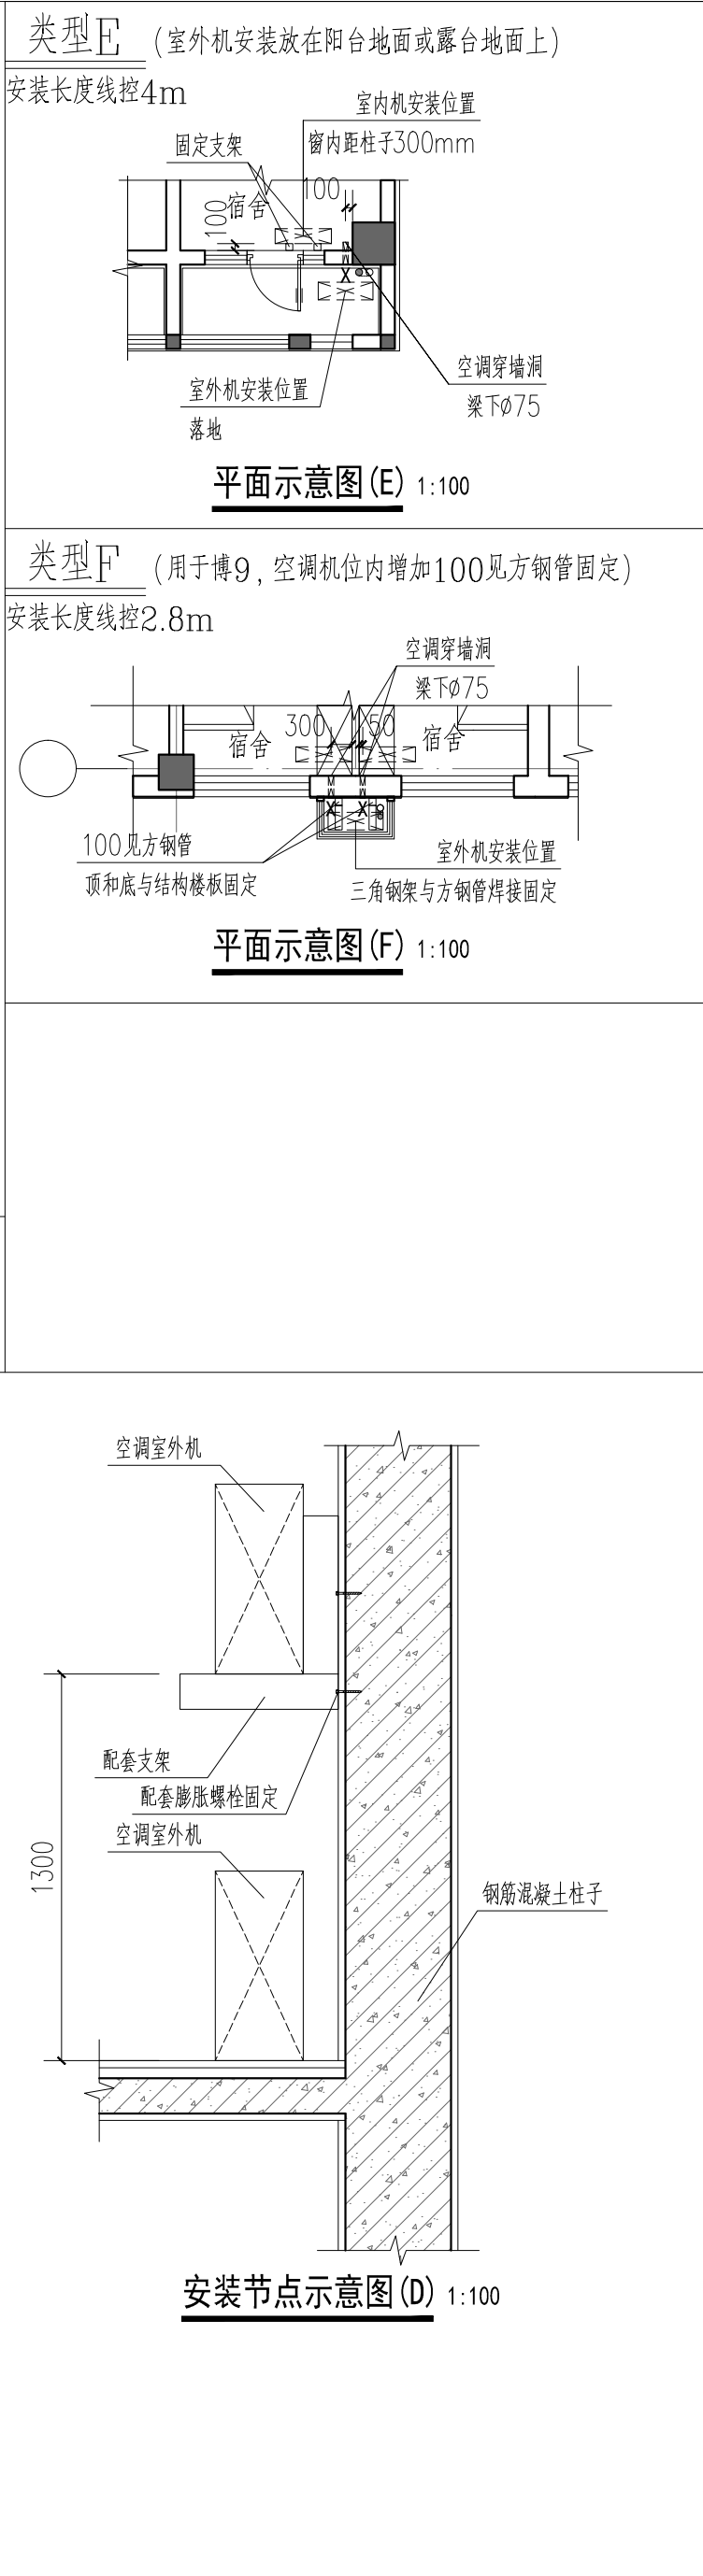 类型E (室外机安装放在阳台地面或露台地面上)
安装长度线控4m
室内机安装位置
窗内距柱子300mm
固定支架
100
宿舍
100
空调穿墙洞
梁下φ75
室外机安装位置
落地
平面示意图(E) 1:100
类型F (用于博9,空调机位内增加100见方钢管固定)
安装长度线控2.8m
空调穿墙洞
梁下φ75
300 150
宿舍 宿舍
100见方钢管
顶和底与结构楼板固定
室外机安装位置
三角钢架与方钢管焊接固定
平面示意图(F) 1:100
空调室外机
配套支架
配套膨胀螺栓固定
空调室外机
1300
钢筋混凝土柱子
安装节点示意图(D) 1:100